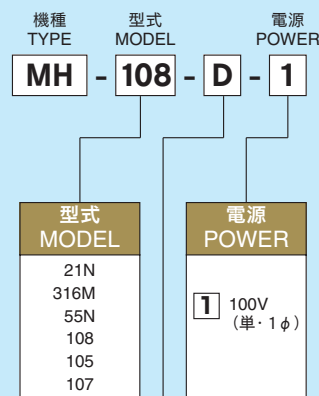 機種 型式 電源
TYPE MODEL POWER
MH - 108 - D - 1
型式
MODEL
21N
316M
55N
108
105
107
電源
POWER
1 100V
（単・1φ）